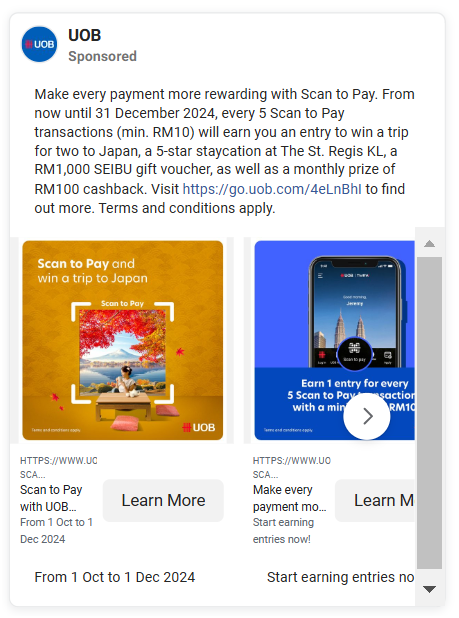 UOB
UOB
Sponsored
Make every payment more rewarding with Scan to Pay. From
now until 31 December 2024, every 5 Scan to Pay
transactions (min. RM10) will earn you an entry to win a trip
for two to Japan, a 5-star staycation at The St. Regis KL, a
RM1,000 SEIBU gift voucher, as well as a monthly prize of
RM100 cashback. Visit https://go.uob.com/4eLnBhI to find
out more. Terms and conditions apply.
Scan to Pay and
win a trip to Japan
Scan to Pay
Terms and conditions apply.
UOB
UOB TMRW
Good morning,
Jeremy
Log in
Scan to pay
Apply
Earn 1 entry for every
5 Scan to Pay transaction
with a min RM10
Terms and conditions apply.
HTTPS://WWW.UO
SCA...
Scan to Pay
with UOB...
From 1 Oct to 1
Dec 2024
Learn More
HTTPS://WWW.UO
SCA...
Make every
payment mo...
Start earning
entries now!
Learn M
From 1 Oct to 1 Dec 2024
Start earning entries no